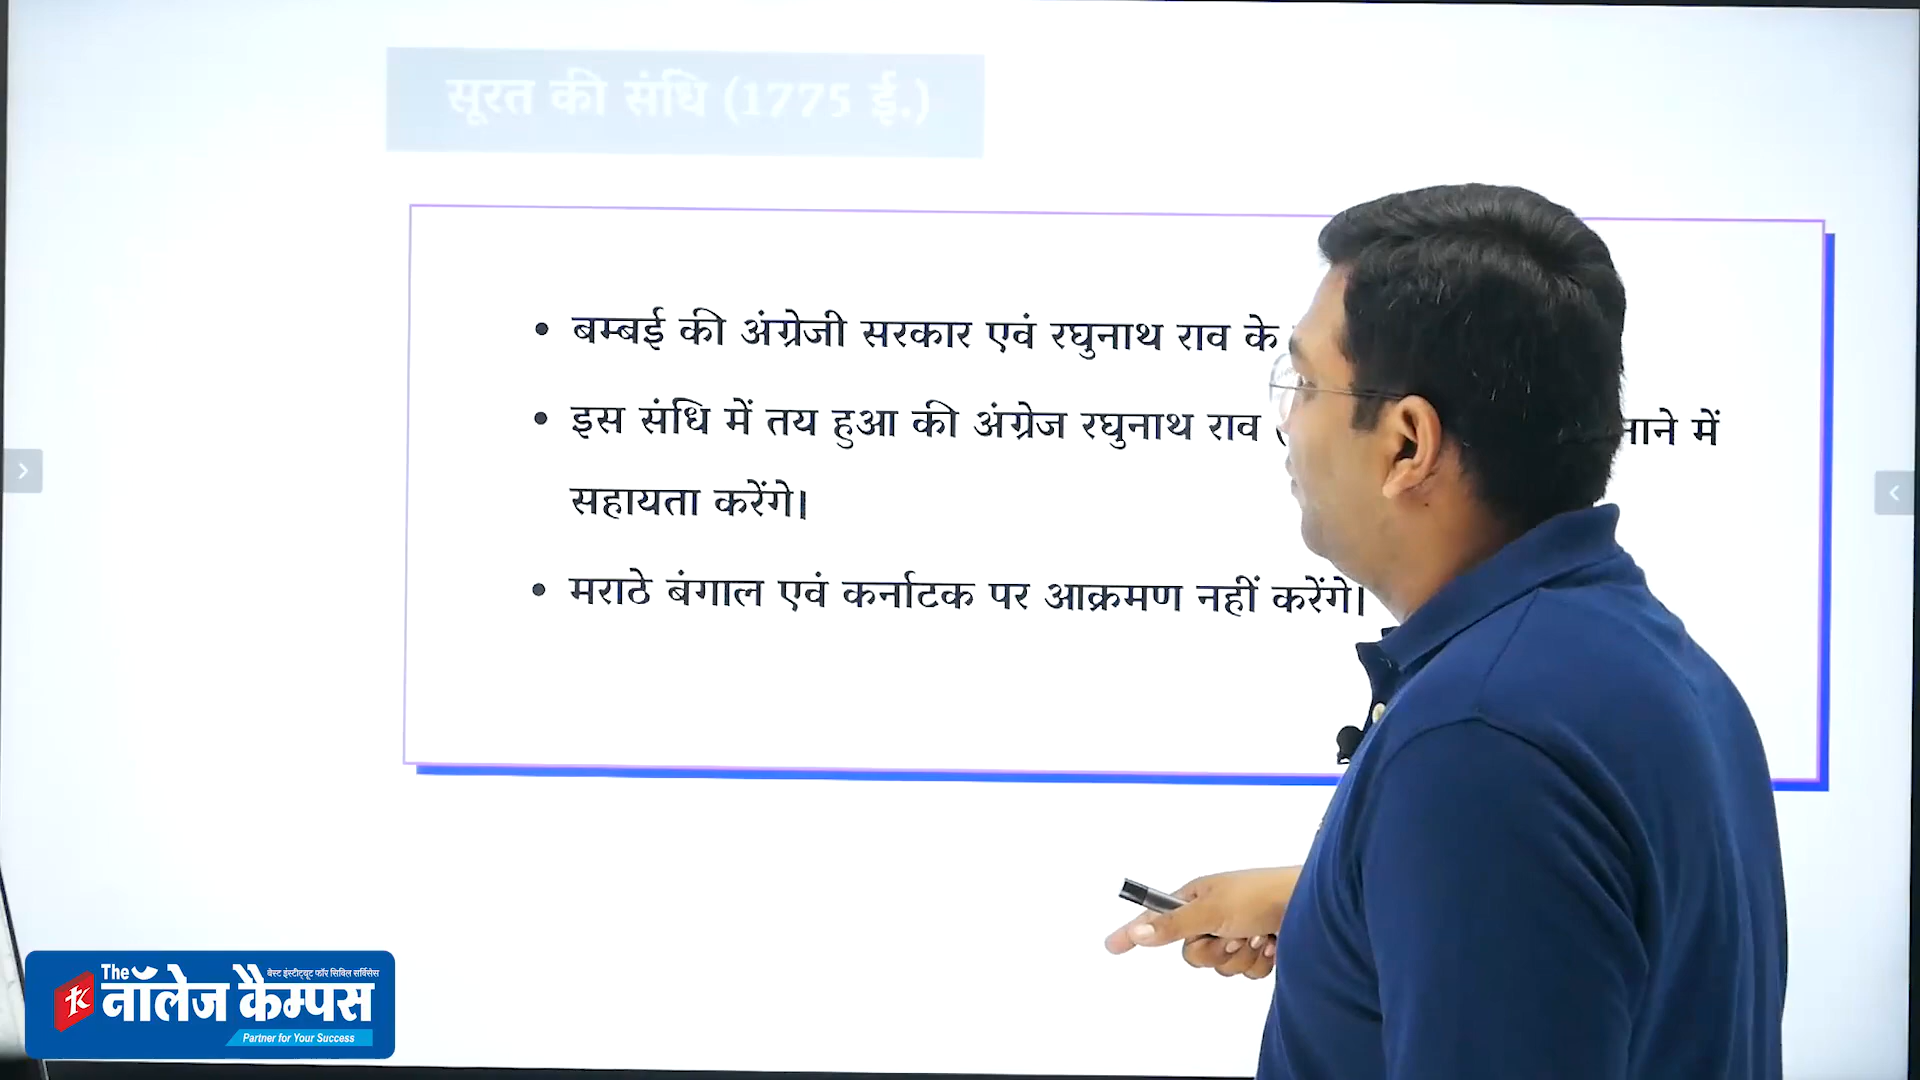 सूरत की संधि (1775 ई.)
• बम्बई की अंग्रेजी सरकार एवं रघुनाथ राव के
• इस संधि में तय हुआ की अंग्रेज रघुनाथ राव में
सहायता करेंगे।
• मराठे बंगाल एवं कर्नाटक पर आक्रमण नहीं करेंगे।
The नॉलेज कैम्पस
बेस्ट इंस्टीट्यूट फॉर सिविल सर्विसेस
Partner for Your Success